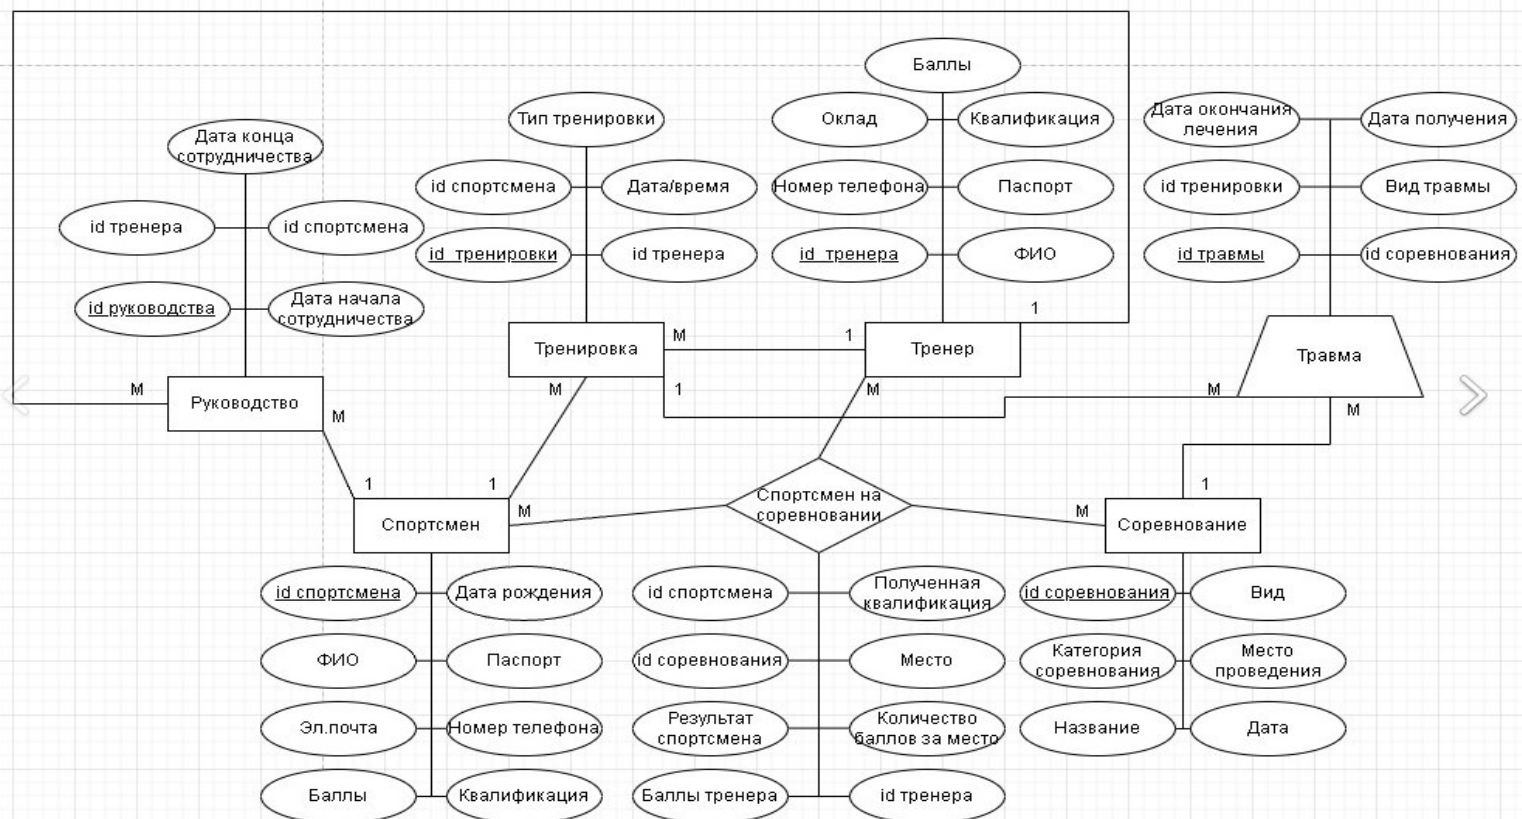 Баллы
Дата окончания
лечения
Дата получения
Тип тренировки
Оклад
Квалификация
Дата конца
сотрудничества
id спортсмена
Дата/время
Номер телефона
Паспорт
id тренировки
Вид травмы
id тренера
id спортсмена
id тренировки
id тренера
id тренера
ФИО
id травмы
id соревнования
id руководства
Дата начала
сотрудничества
1
M
1
Тренировка
Тренер
Травма
M
M
1
M
M
Руководство
M
M
1
1
1
M
M
Спортсмен
Спортсмен на
соревновании
Соревнование
id спортсмена
Дата рождения
id спортсмена
Полученная
квалификация
id соревнования
Вид
ФИО
Паспорт
id соревнования
Место
Категория
соревнования
Место
проведения
Эл.почта
Номер телефона
Результат
спортсмена
Количество
баллов за место
Название
Дата
Баллы
Квалификация
Баллы тренера
id тренера